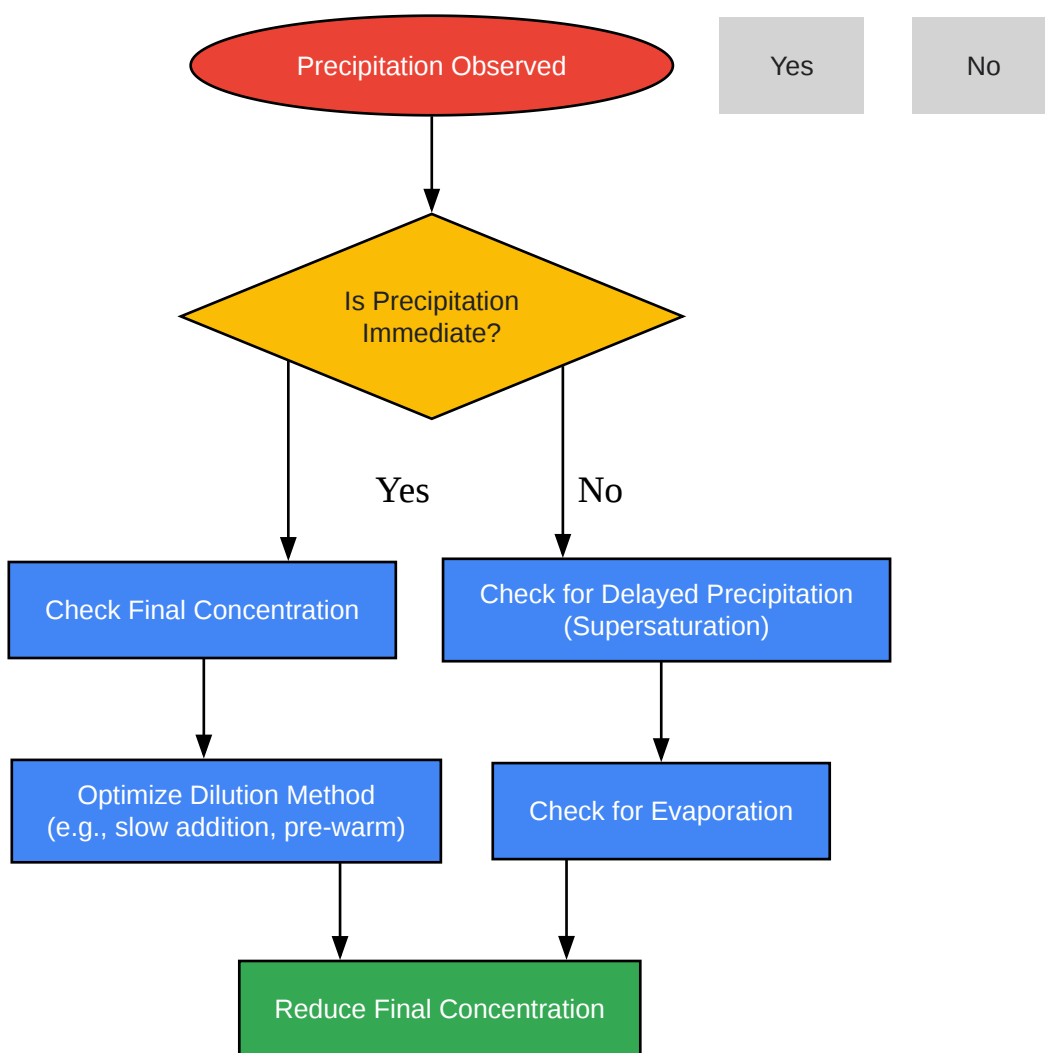 Precipitation Observed
Yes
No
Is Precipitation
Immediate?
Yes
No
Check Final Concentration
Check for Delayed Precipitation
(Supersaturation)
Optimize Dilution Method
(e.g., slow addition, pre-warm)
Check for Evaporation
Reduce Final Concentration